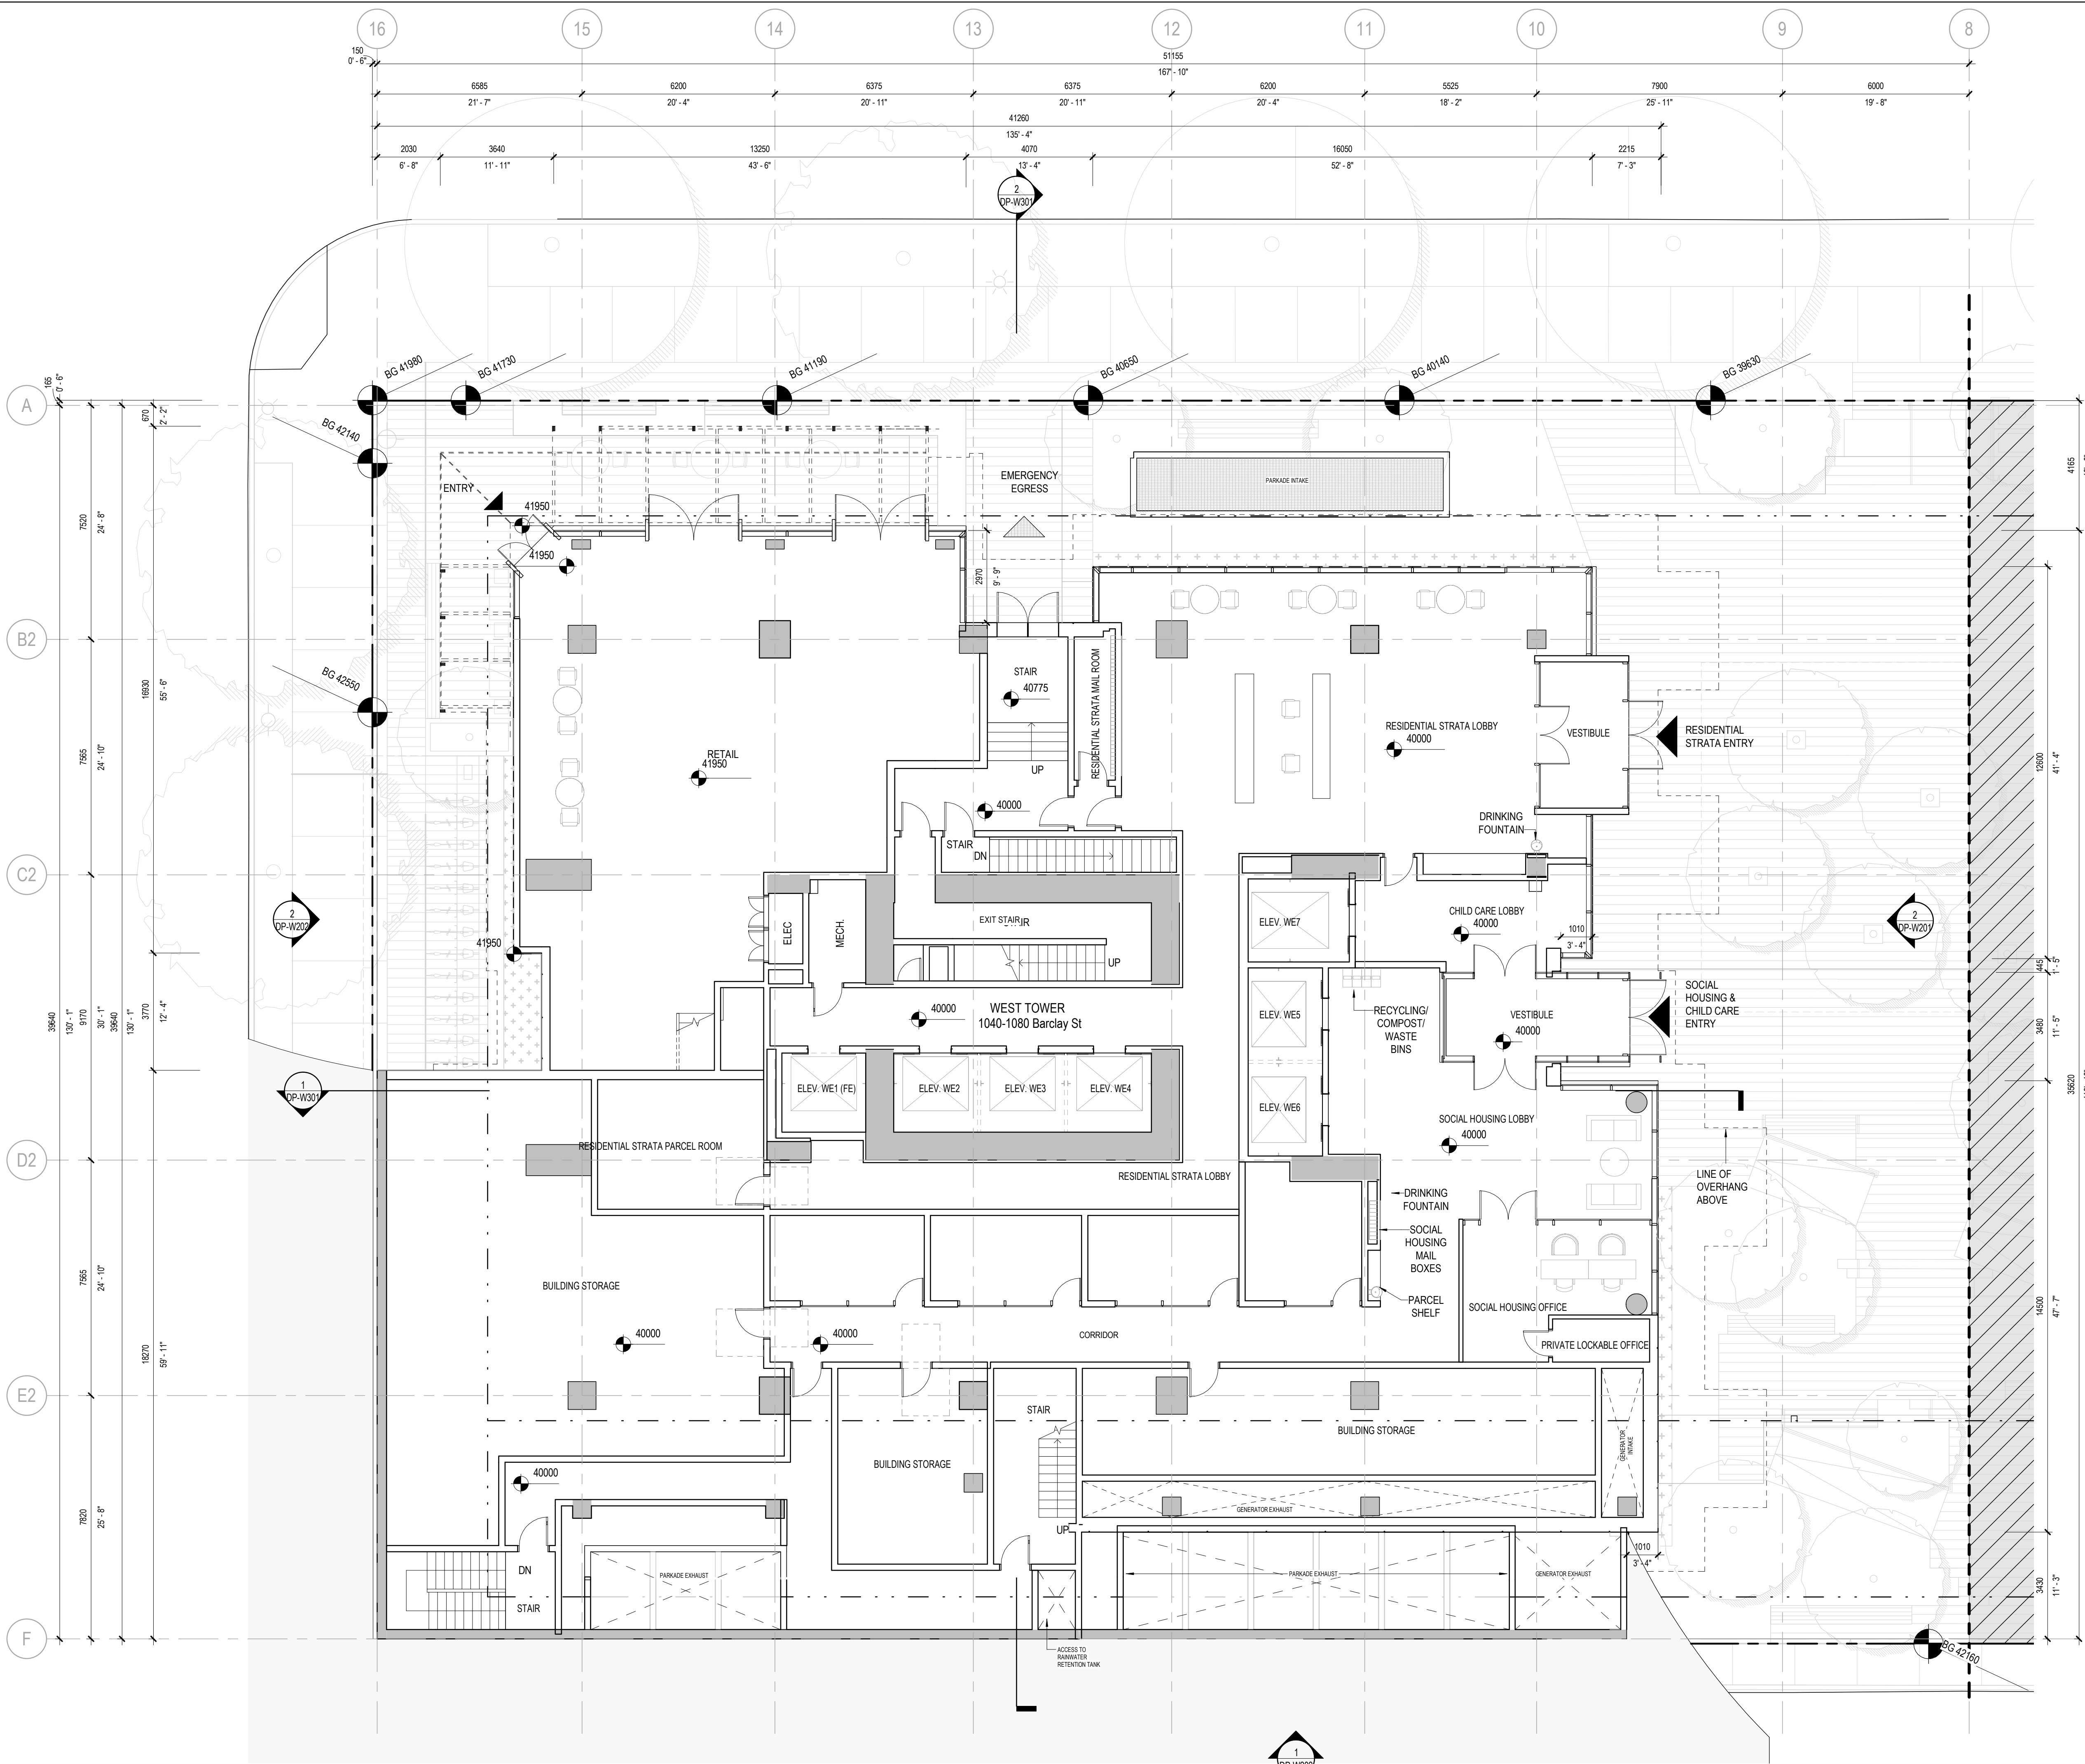 16
15
14
13
12
11
10
9
8
150
0' - 6"
51155
167' - 10"
6585
21' - 7"
6200
20' - 4"
6375
20' - 11"
6375
20' - 11"
6200
20' - 4"
5525
18' - 2"
7900
25' - 11"
6000
19' - 8"
41260
135' - 4"
2030
6' - 8"
3640
11' - 11"
13250
43' - 6"
4070
13' - 4"
16050
52' - 8"
2215
7' - 3"
2
DP-W301
BG 41980
BG 41730
BG 41190
BG 40650
BG 40140
BG 39630
A
165
0' - 6"
670
2' - 2"
BG 42140
4165
ENTRY
41950
41950
EMERGENCY
EGRESS
PARKADE INTAKE
7520
24' - 8"
2970
9' - 9"
B2
BG 42550
16930
55' - 6"
STAIR
40775
UP
RESIDENTIAL STRATA MAIL ROOM
RESIDENTIAL STRATA LOBBY
40000
VESTIBULE
RESIDENTIAL
STRATA ENTRY
RETAIL
41950
7565
24' - 10"
12600
41' - 4"
40000
STAIR
DN
DRINKING
FOUNTAIN
C2
2
DP-W202
41950
ELEC
MECH.
EXIT STAIR
UP
ELEV. WE7
CHILD CARE LOBBY
40000
1010
3' - 4"
2
DP-W201
445
1' - 5"
39640
130' - 1"
9170
30' - 1"
39640
130' - 1"
3770
12' - 4"
40000
WEST TOWER
1040-1080 Barclay St
ELEV. WE5
RECYCLING/
COMPOST/
WASTE
BINS
VESTIBULE
40000
SOCIAL
HOUSING &
CHILD CARE
ENTRY
3480
11' - 5"
1
DP-W301
ELEV. WE1 (FE)
ELEV. WE2
ELEV. WE3
ELEV. WE4
ELEV. WE6
SOCIAL HOUSING LOBBY
40000
35620
D2
RESIDENTIAL STRATA PARCEL ROOM
RESIDENTIAL STRATA LOBBY
LINE OF
OVERHANG
ABOVE
DRINKING
FOUNTAIN
SOCIAL
HOUSING
MAIL
BOXES
PARCEL
SHELF
7565
24' - 10"
18270
59' - 11"
BUILDING STORAGE
40000
40000
CORRIDOR
SOCIAL HOUSING OFFICE
PRIVATE LOCKABLE OFFICE
14500
47' - 7"
E2
STAIR
BUILDING STORAGE
GENERATOR
INTAKE
BUILDING STORAGE
40000
7820
25' - 8"
GENERATOR EXHAUST
UP
DN
STAIR
PARKADE EXHAUST
PARKADE EXHAUST
GENERATOR EXHAUST
1010
3' - 4"
3430
11' - 3"
F
ACCESS TO
RAINWATER
RETENTION TANK
BG 42160
1